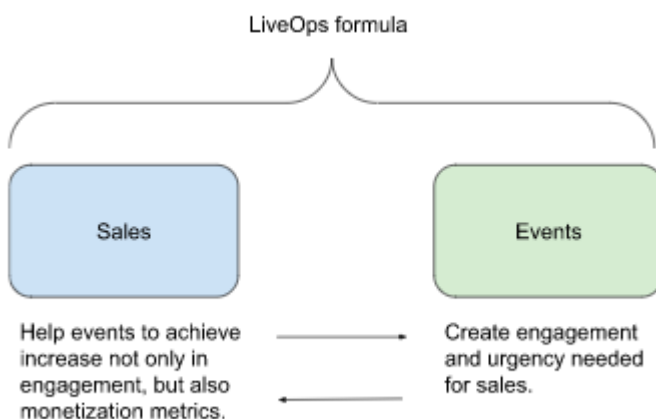 LiveOps formula
Sales
Events
Help events to achieve
increase not only in
engagement, but also
monetization metrics.
Create engagement
and urgency needed
for sales.